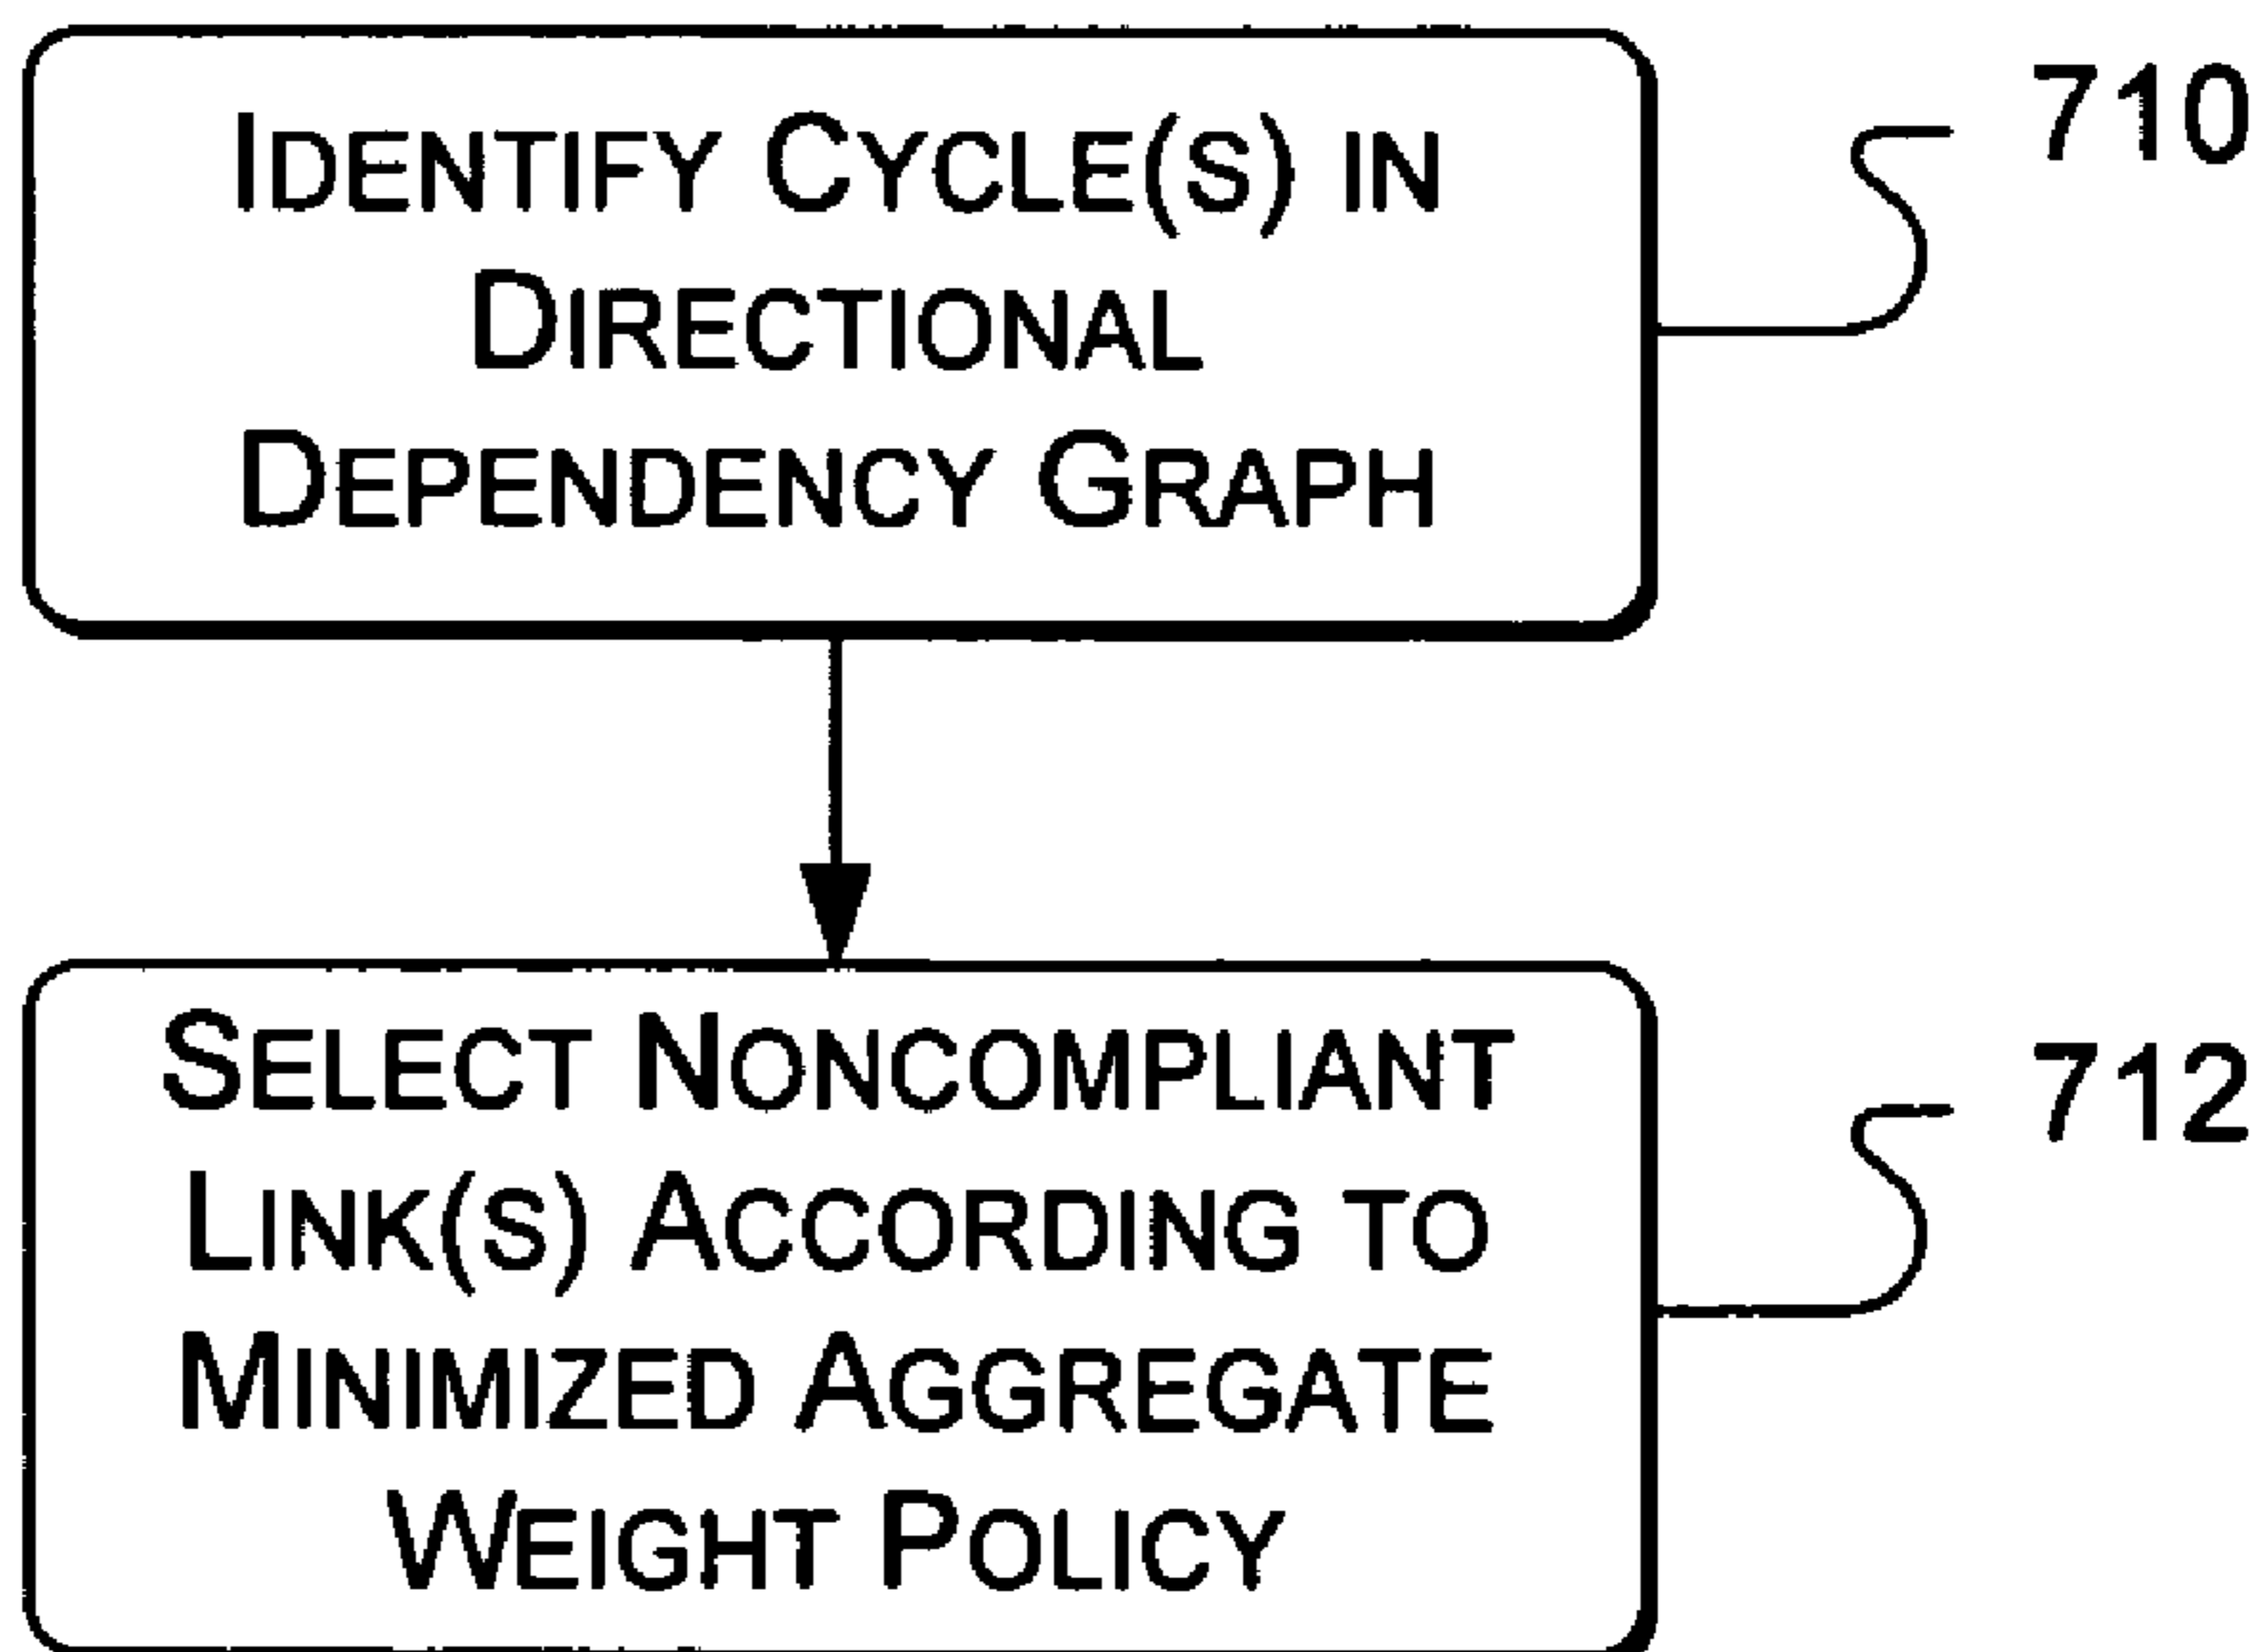 IDENTIFY CYCLE(S) IN
DIRECTIONAL
DEPENDENCY GRAPH
710
SELECT NONCOMPLIANT
LINK(S) ACCORDING TO
MINIMIZED AGGREGATE
WEIGHT POLICY
712